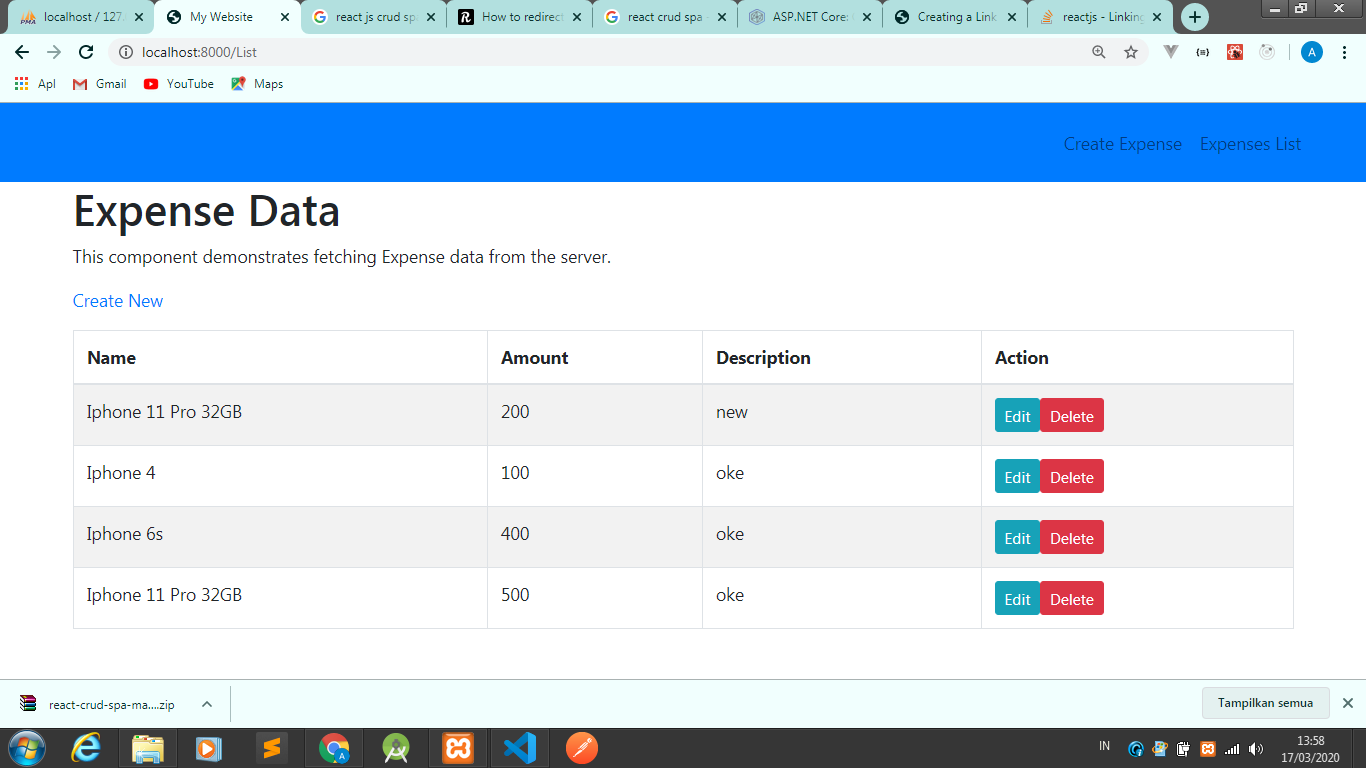 localhost / 127. My Website react js crud sp How to redirect react crud spa ASP.NET Core: Creating a Link reactjs - Linking
localhost:8000/List A
Apl Gmail YouTube Maps
Create Expense Expenses List
Expense Data
This component demonstrates fetching Expense data from the server.
Create New
Name Amount Description Action
Iphone 11 Pro 32GB 200 new Edit Delete
Iphone 4 100 oke Edit Delete
Iphone 6s 400 oke Edit Delete
Iphone 11 Pro 32GB 500 oke Edit Delete
react-crud-spa-ma....zip Tampilkan semua
IN 13:58
17/03/2020